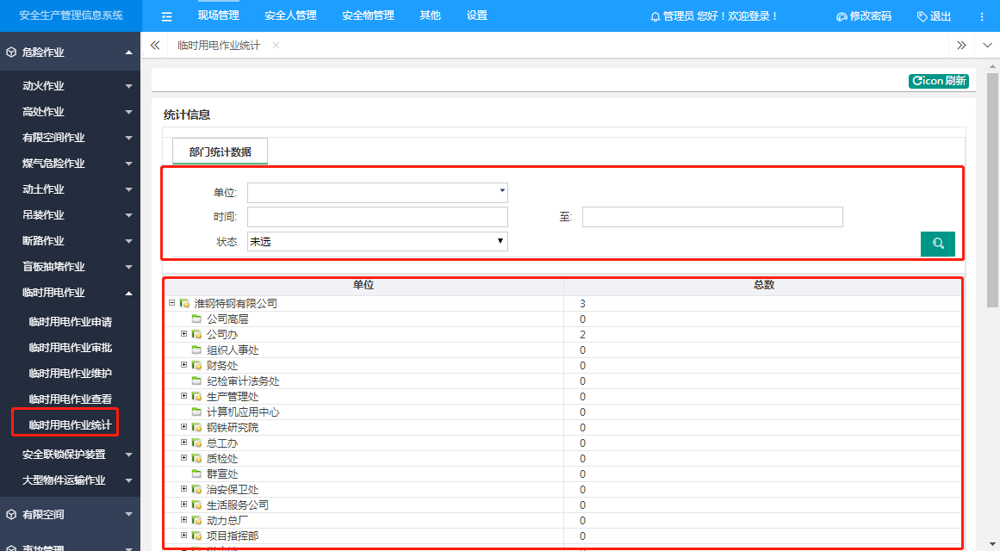 安全生产管理信息系统
现场管理 安全人管理 安全物管理 其他 设置
管理员 您好！欢迎登录！ 修改密码 退出
危险作业
动火作业
高处作业
有限空间作业
煤气危险作业
动土作业
吊装作业
断路作业
盲板抽堵作业
临时用电作业
临时用电作业申请
临时用电作业审批
临时用电作业维护
临时用电作业查看
临时用电作业统计
安全联锁保护装置
大型物件运输作业
有限空间
事故管理
临时用电作业统计
icon 刷新
统计信息
部门统计数据
单位:
时间: 至:
状态 未选
单位 总数
淮钢特钢有限公司 3
公司高层 0
公司办 2
组织人事处 0
财务处 0
纪检审计法务处 0
生产管理处 0
计算机应用中心 0
钢铁研究院 0
总工办 0
质检处 0
群宣处 0
治安保卫处 0
生活服务公司 0
动力总厂 0
项目指挥部 0